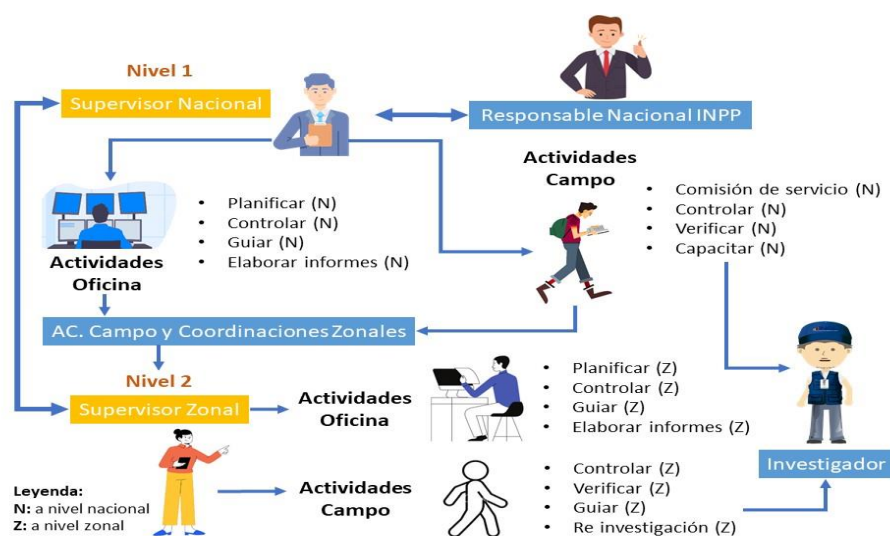 Nivel 1
Supervisor Nacional
Responsable Nacional INPP
Actividades
Oficina
• Planificar (N)
• Controlar (N)
• Guiar (N)
• Elaborar informes (N)
Actividades
Campo
• Comisión de servicio (N)
• Controlar (N)
• Verificar (N)
• Capacitar (N)
AC. Campo y Coordinaciones Zonales
Nivel 2
Supervisor Zonal
Actividades
Oficina
• Planificar (Z)
• Controlar (Z)
• Guiar (Z)
• Elaborar informes (Z)
Actividades
Campo
• Controlar (Z)
• Verificar (Z)
• Guiar (Z)
• Re investigación (Z)
Investigador
Leyenda:
N: a nivel nacional
Z: a nivel zonal